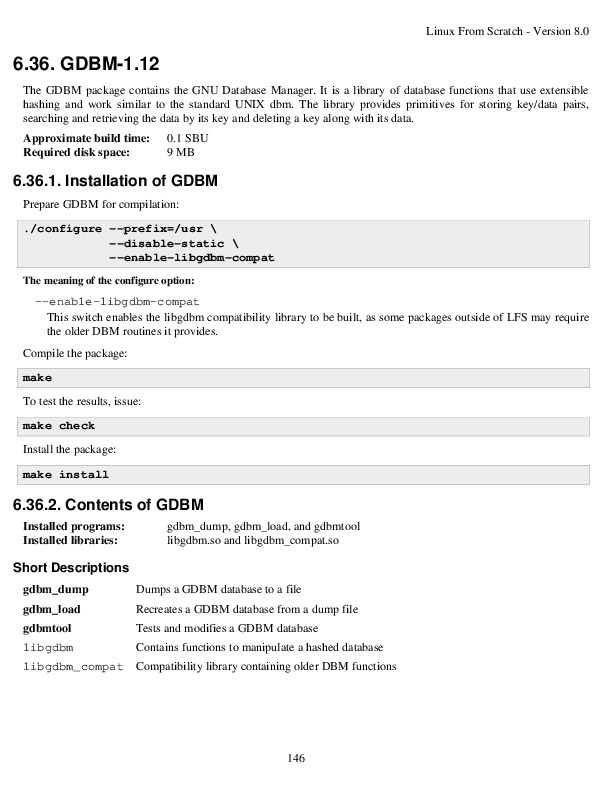 Linux From Scratch - Version 8.0
6.36. GDBM-1.12
The GDBM package contains the GNU Database Manager. It is a library of database functions that use extensible
hashing and work similar to the standard UNIX dbm. The library provides primitives for storing key/data pairs,
searching and retrieving the data by its key and deleting a key along with its data.
Approximate build time: 0.1 SBU
Required disk space: 9 MB
6.36.1. Installation of GDBM
Prepare GDBM for compilation:
./configure --prefix=/usr \
--disable-static \
--enable-libgdbm-compat
The meaning of the configure option:
--enable-libgdbm-compat
This switch enables the libgdbm compatibility library to be built, as some packages outside of LFS may require
the older DBM routines it provides.
Compile the package:
make
To test the results, issue:
make check
Install the package:
make install
6.36.2. Contents of GDBM
Installed programs: gdbm_dump, gdbm_load, and gdbmtool
Installed libraries: libgdbm.so and libgdbm_compat.so
Short Descriptions
gdbm_dump Dumps a GDBM database to a file
gdbm_load Recreates a GDBM database from a dump file
gdbmtool Tests and modifies a GDBM database
libgdbm Contains functions to manipulate a hashed database
libgdbm_compat Compatibility library containing older DBM functions
146